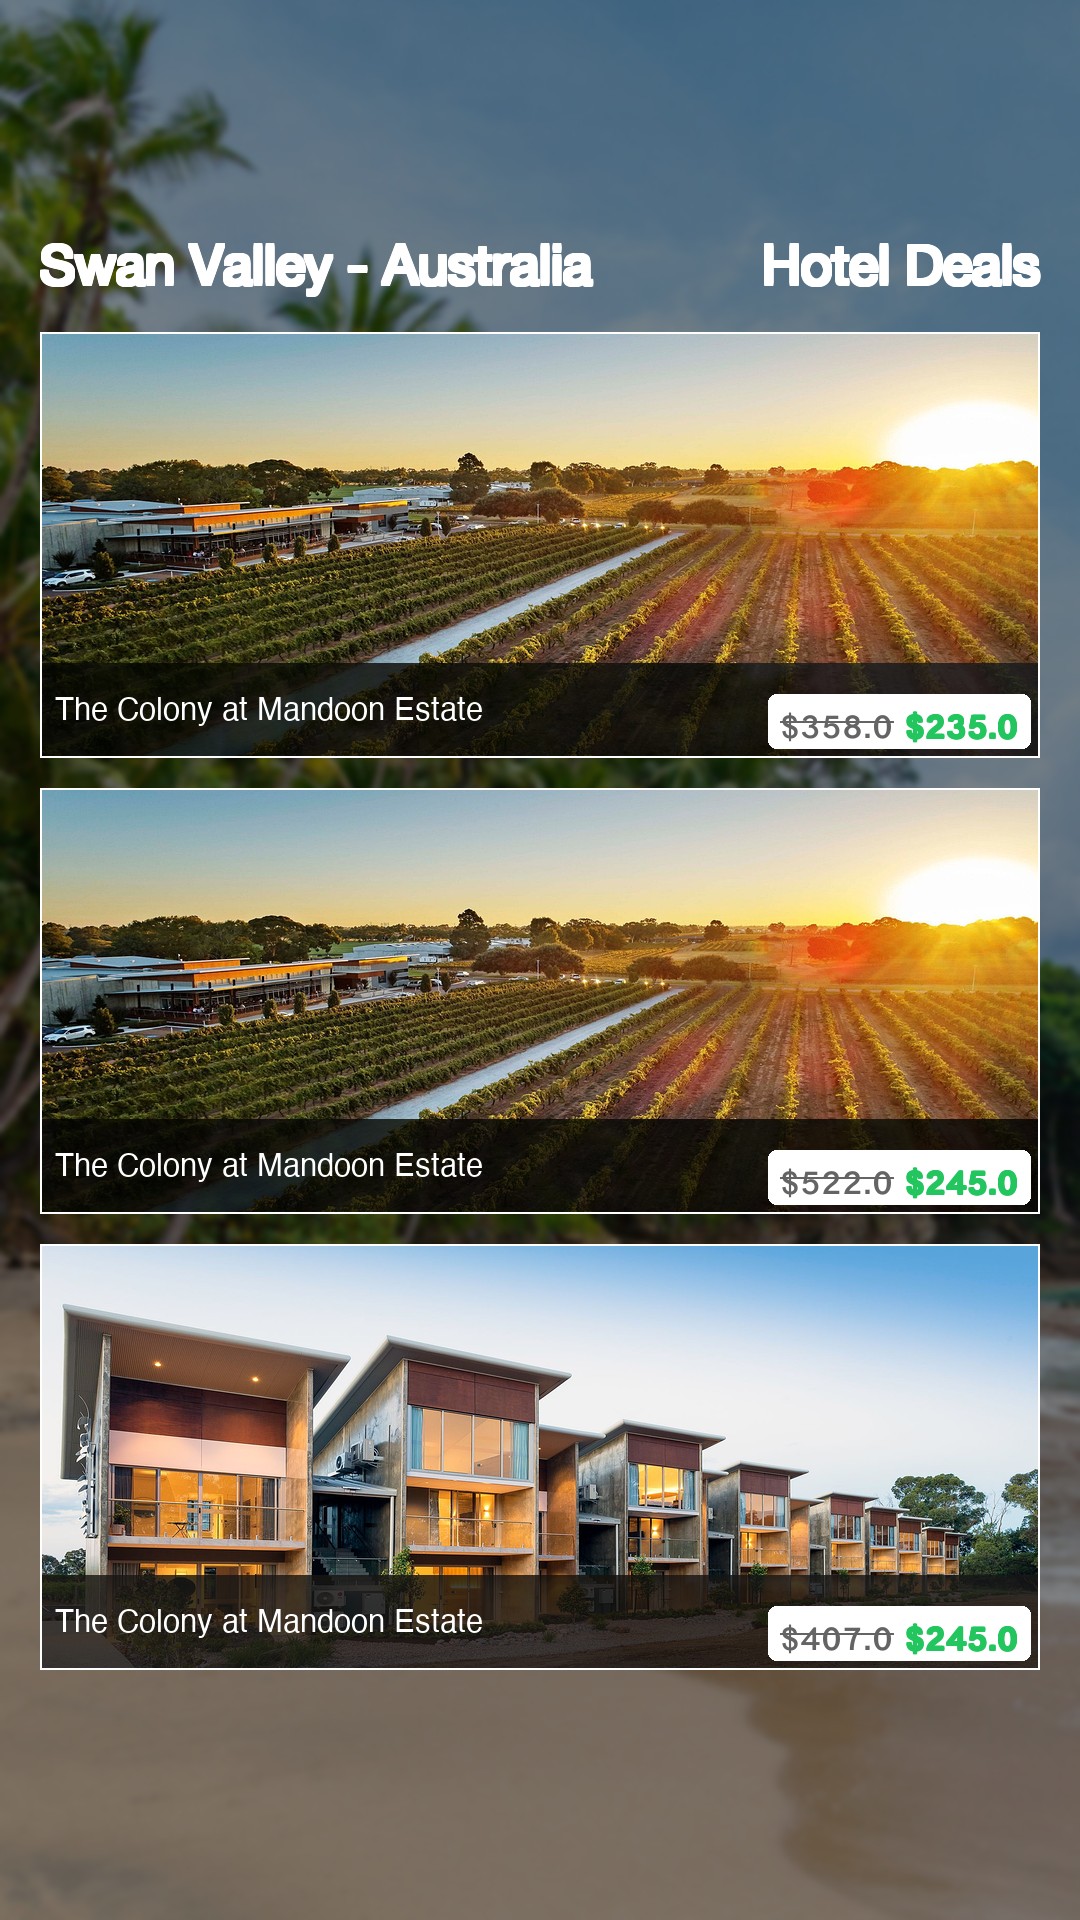 Swan Valley - Australia Hotel Deals
The Colony at Mandoon Estate
$358.0 $235.0
The Colony at Mandoon Estate
$522.0 $245.0
The Colony at Mandoon Estate
$407.0 $245.0